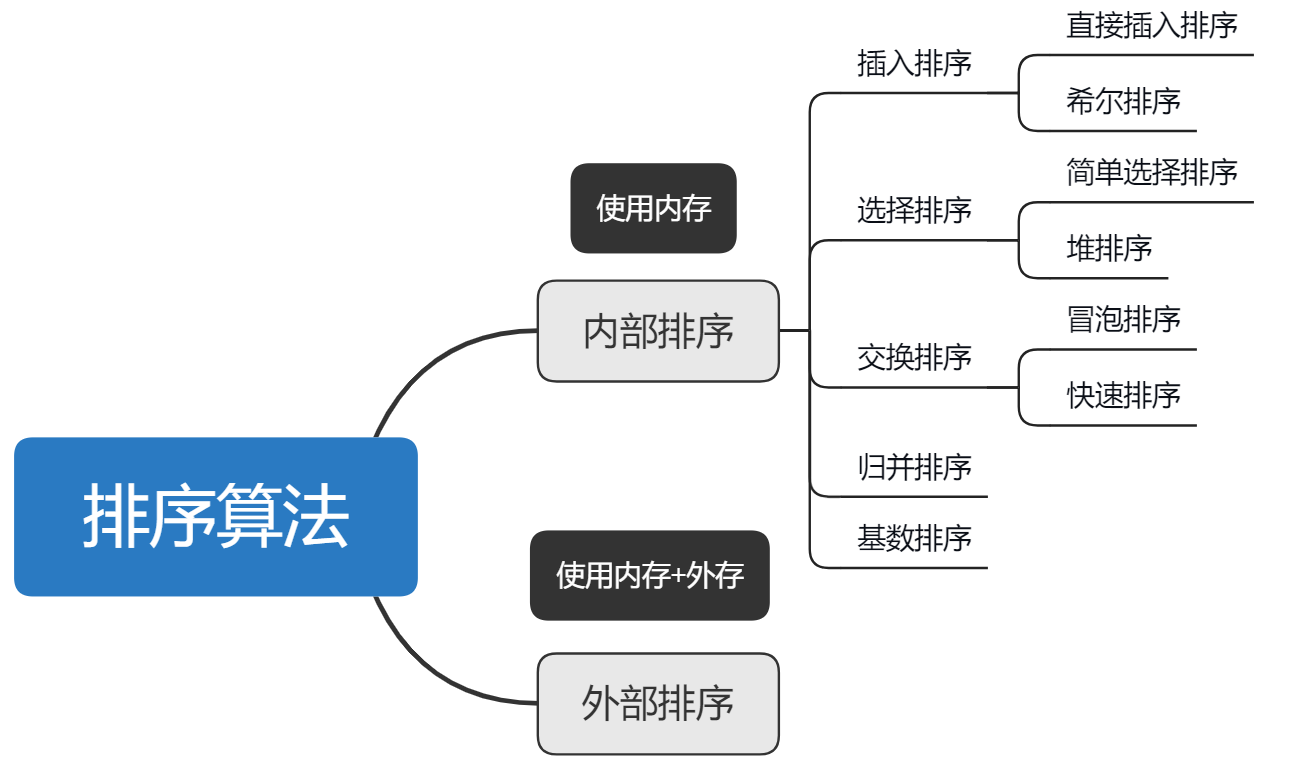 排序算法
使用内存
内部排序
插入排序
直接插入排序
希尔排序
选择排序
简单选择排序
堆排序
交换排序
冒泡排序
快速排序
归并排序
基数排序
使用内存+外存
外部排序